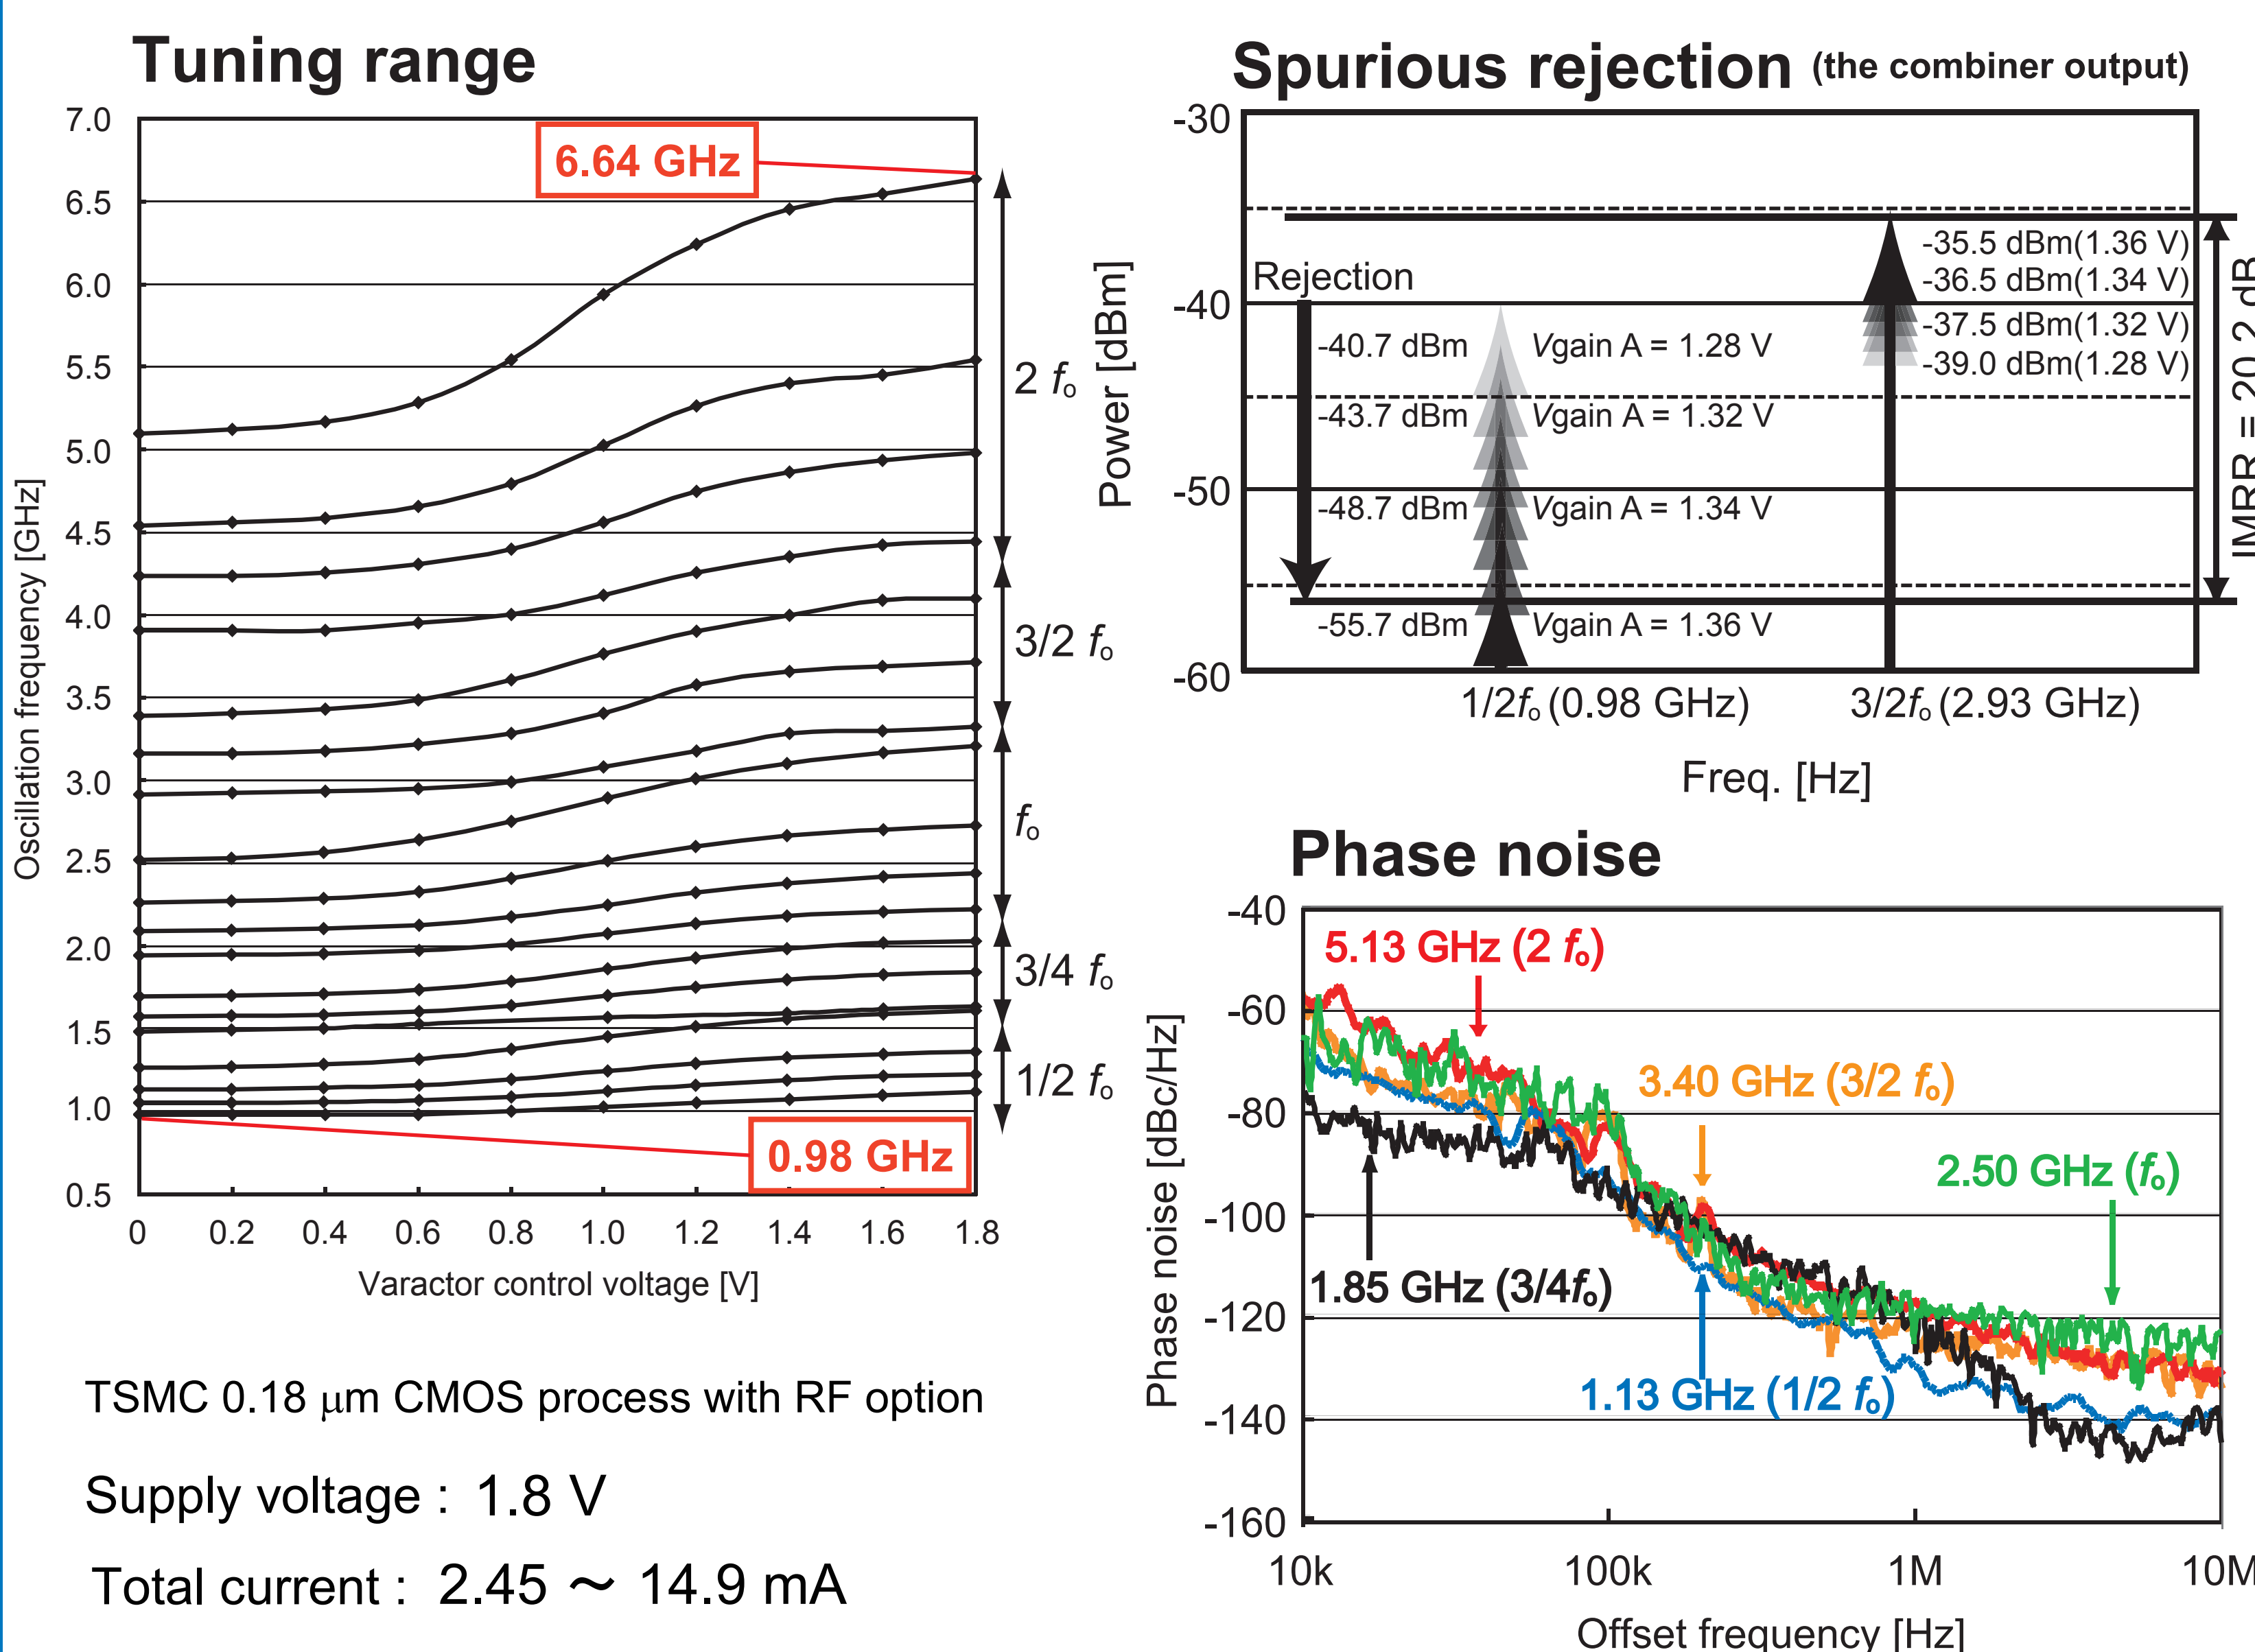 Tuning range
7.0
6.5
6.0
5.5
5.0
4.5
4.0
3.5
3.0
2.5
2.0
1.5
1.0
0.5
Oscillation frequency [GHz]
6.64 GHz
0.98 GHz
2 fo
3/2 fo
fo
3/4 fo
1/2 fo
0 0.2 0.4 0.6 0.8 1.0 1.2 1.4 1.6 1.8
Varactor control voltage [V]
TSMC 0.18 μm CMOS process with RF option
Supply voltage : 1.8 V
Total current : 2.45 ～ 14.9 mA
Spurious rejection (the combiner output)
-30
-40
-50
-60
Power [dBm]
Rejection
-40.7 dBm Vgain A = 1.28 V
-43.7 dBm Vgain A = 1.32 V
-48.7 dBm Vgain A = 1.34 V
-55.7 dBm Vgain A = 1.36 V
-35.5 dBm(1.36 V)
-36.5 dBm(1.34 V)
-37.5 dBm(1.32 V)
-39.0 dBm(1.28 V)
IMRR = 20.2 dB
1/2fo (0.98 GHz) 3/2fo (2.93 GHz)
Freq. [Hz]
Phase noise
-40
-60
-80
-100
-120
-140
-160
Phase noise [dBc/Hz]
5.13 GHz (2 fo)
3.40 GHz (3/2 fo)
2.50 GHz (fo)
1.85 GHz (3/4fo)
1.13 GHz (1/2 fo)
10k 100k 1M 10M
Offset frequency [Hz]